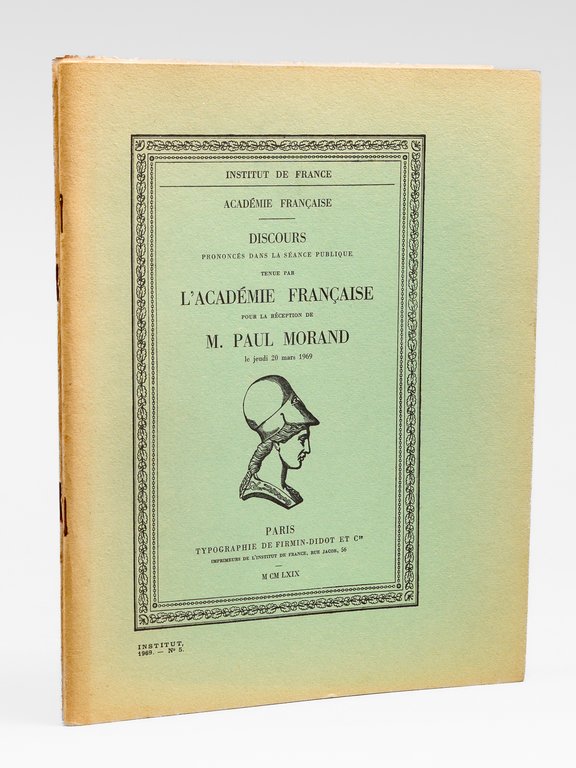 INSTITUT DE FRANCE
ACADÉMIE FRANÇAISE
DISCOURS
PRONONCÉS DANS LA SÉANCE PUBLIQUE
TENUE PAR
L'ACADÉMIE FRANÇAISE
POUR LA RÉCEPTION DE
M. PAUL MORAND
le jeudi 20 mars 1969
PARIS
TYPOGRAPHIE DE FIRMIN-DIDOT ET Cie
IMPRIMEURS DE L'INSTITUT DE FRANCE, RUE JACOB, 56
M CM LXIX
INSTITUT.
1969. — N° 5.